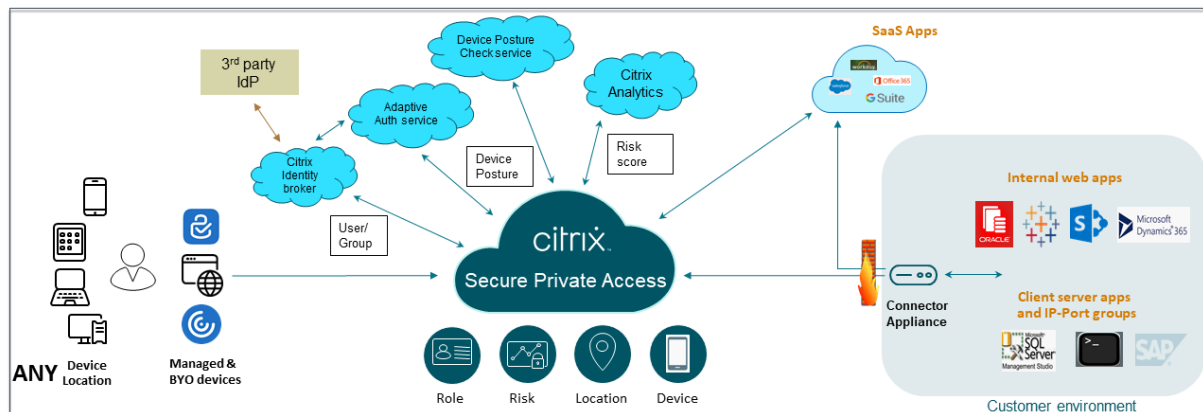 3rd party
IdP
Citrix
Identity
broker
Adaptive
Auth service
Device Posture
Check service
Citrix
Analytics
User/
Group
Device
Posture
Risk
score
citrix
Secure Private Access
Role
Risk
Location
Device
ANY
Device
Location
Managed &
BYO devices
SaaS Apps
workday
salesforce
Office 365
G Suite
Internal web apps
ORACLE
S
Microsoft
Dynamics 365
Connector
Appliance
Client server apps
and IP-Port groups
Microsoft
SQL
Server
Management Studio
>_
SAP
Customer environment